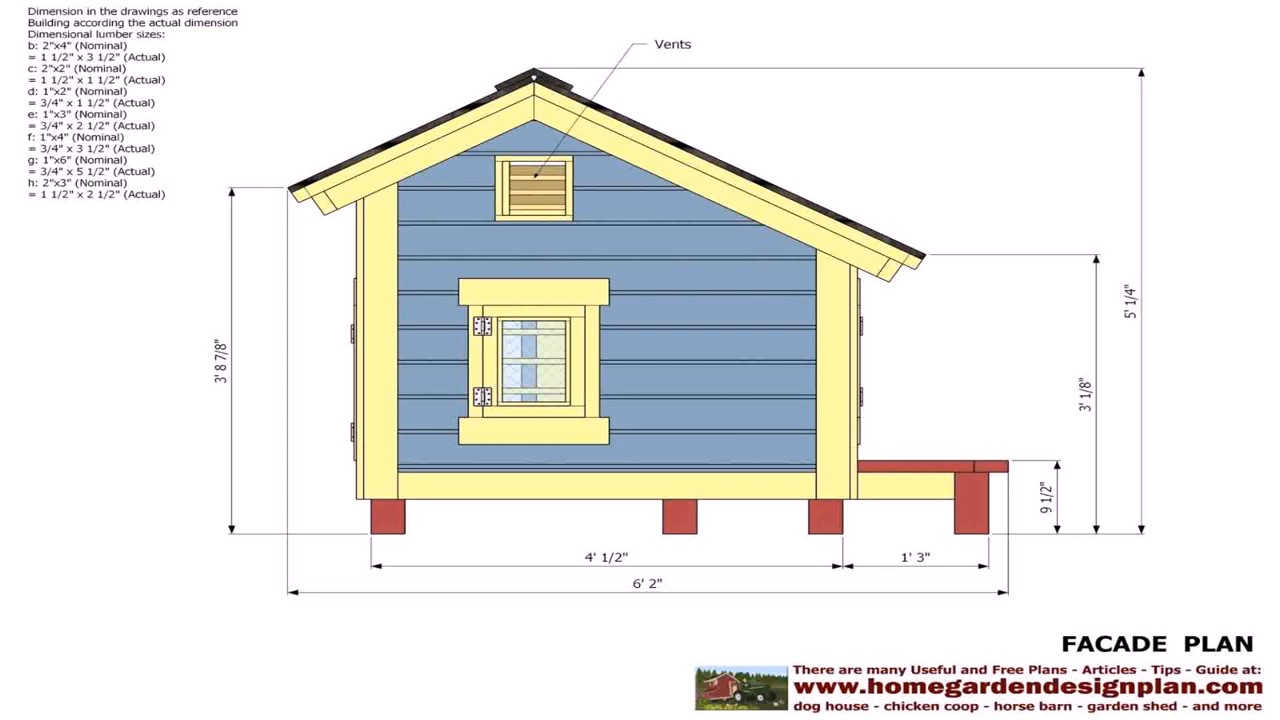 Dimension in the drawings as reference
Building according the actual dimension
Dimensional lumber sizes:
b: 2"x4" (Nominal)
= 1 1/2" x 3 1/2" (Actual)
c: 2"x2" (Nominal)
= 1 1/2" x 1 1/2" (Actual)
d: 1"x2" (Nominal)
= 3/4" x 1 1/2" (Actual)
e: 1"x3" (Nominal)
= 3/4" x 2 1/2" (Actual)
f: 1"x4" (Nominal)
= 3/4" x 3 1/2" (Actual)
g: 1"x6" (Nominal)
= 3/4" x 5 1/2" (Actual)
h: 2"x3" (Nominal)
= 1 1/2" x 2 1/2" (Actual)
Vents
5' 1/4"
3' 8 7/8"
3' 1/8"
9 1/2"
4' 1/2"
1' 3"
6' 2"
FACADE PLAN
There are many Useful and Free Plans - Articles - Tips - Guide at:
www.homegardendesignplan.com
dog house - chicken coop - horse barn - garden shed - and more